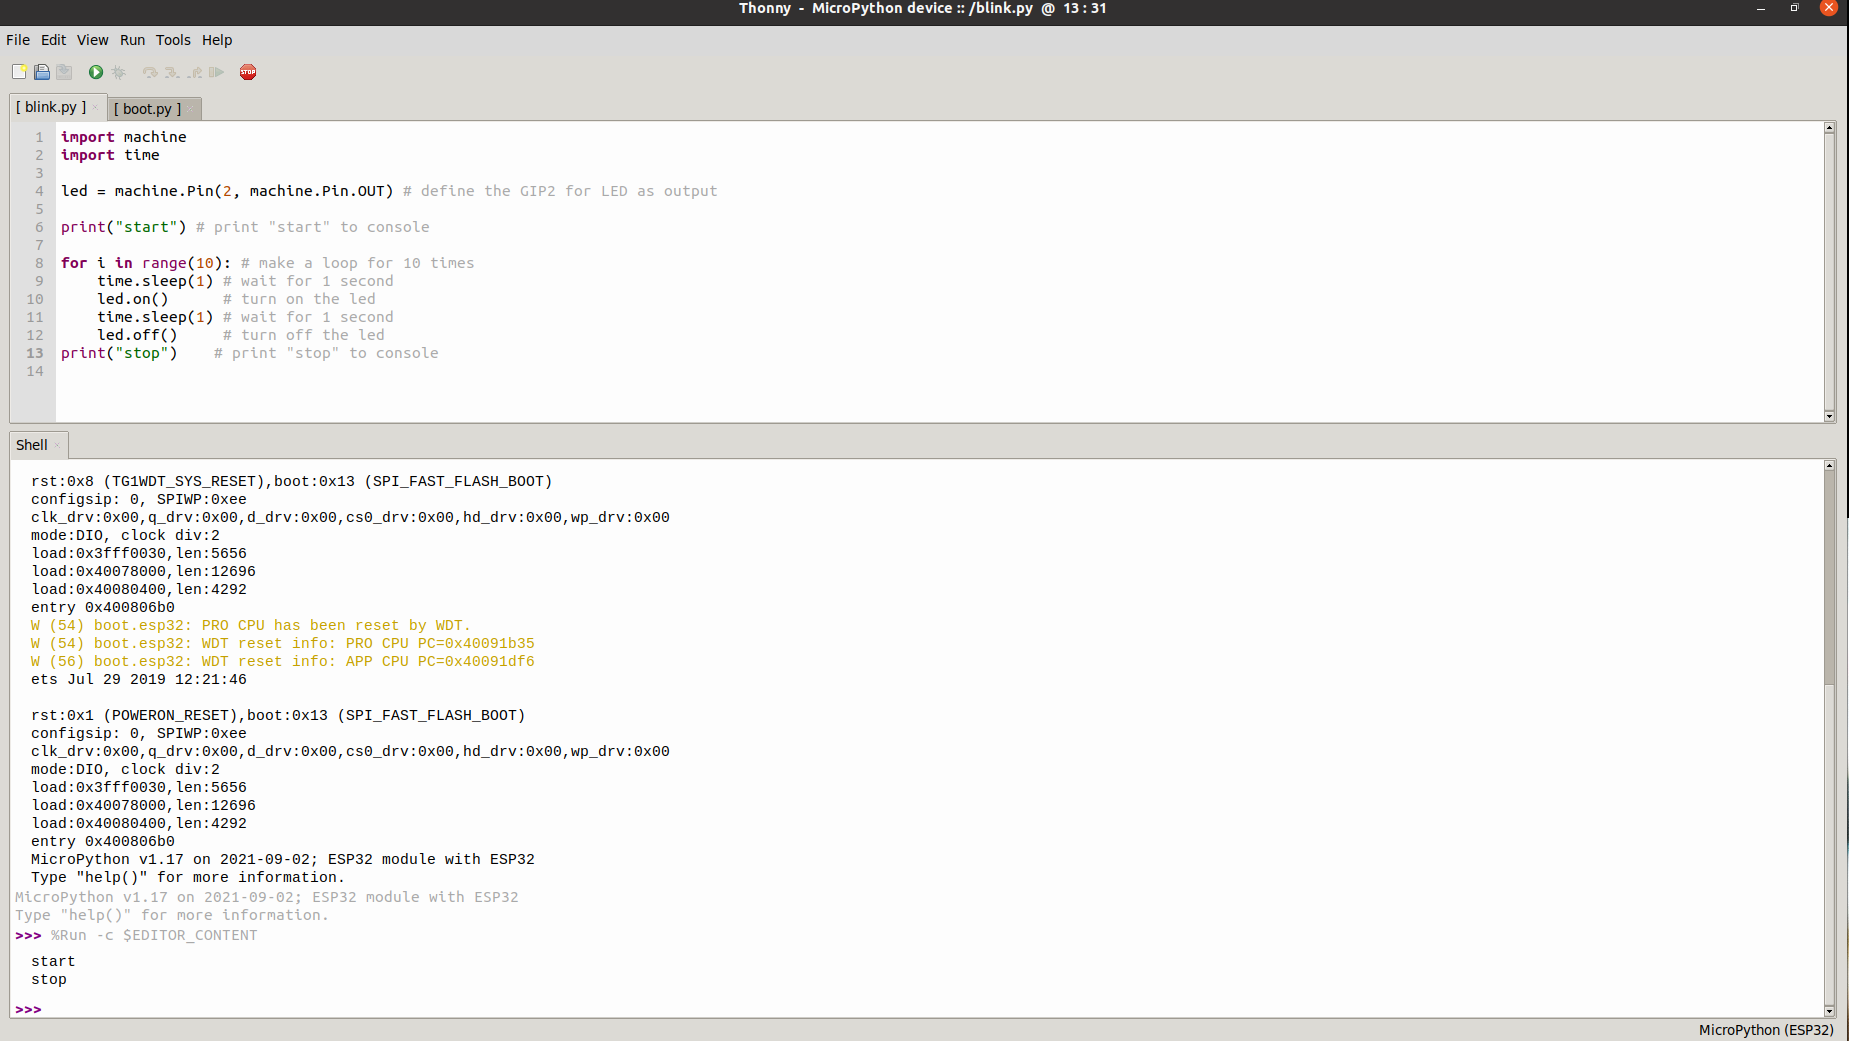 Thonny - MicroPython device :: /blink.py @ 13 : 31
File Edit View Run Tools Help
STOP
[ blink.py ] [ boot.py ]
1 import machine
2 import time
3
4 led = machine.Pin(2, machine.Pin.OUT) # define the GIP2 for LED as output
5
6 print("start") # print "start" to console
7
8 for i in range(10): # make a loop for 10 times
9     time.sleep(1) # wait for 1 second
10     led.on()      # turn on the led
11     time.sleep(1) # wait for 1 second
12     led.off()     # turn off the led
13 print("stop")    # print "stop" to console
14
Shell
rst:0x8 (TG1WDT_SYS_RESET),boot:0x13 (SPI_FAST_FLASH_BOOT)
configsip: 0, SPIWP:0xee
clk_drv:0x00,q_drv:0x00,d_drv:0x00,cs0_drv:0x00,hd_drv:0x00,wp_drv:0x00
mode:DIO, clock div:2
load:0x3fff0030,len:5656
load:0x40078000,len:12696
load:0x40080400,len:4292
entry 0x400806b0
W (54) boot.esp32: PRO CPU has been reset by WDT.
W (54) boot.esp32: WDT reset info: PRO CPU PC=0x40091b35
W (56) boot.esp32: WDT reset info: APP CPU PC=0x40091df6
ets Jul 29 2019 12:21:46
rst:0x1 (POWERON_RESET),boot:0x13 (SPI_FAST_FLASH_BOOT)
configsip: 0, SPIWP:0xee
clk_drv:0x00,q_drv:0x00,d_drv:0x00,cs0_drv:0x00,hd_drv:0x00,wp_drv:0x00
mode:DIO, clock div:2
load:0x3fff0030,len:5656
load:0x40078000,len:12696
load:0x40080400,len:4292
entry 0x400806b0
MicroPython v1.17 on 2021-09-02; ESP32 module with ESP32
Type "help()" for more information.
MicroPython v1.17 on 2021-09-02; ESP32 module with ESP32
Type "help()" for more information.
>>> %Run -c $EDITOR_CONTENT
start
stop
>>>
MicroPython (ESP32)